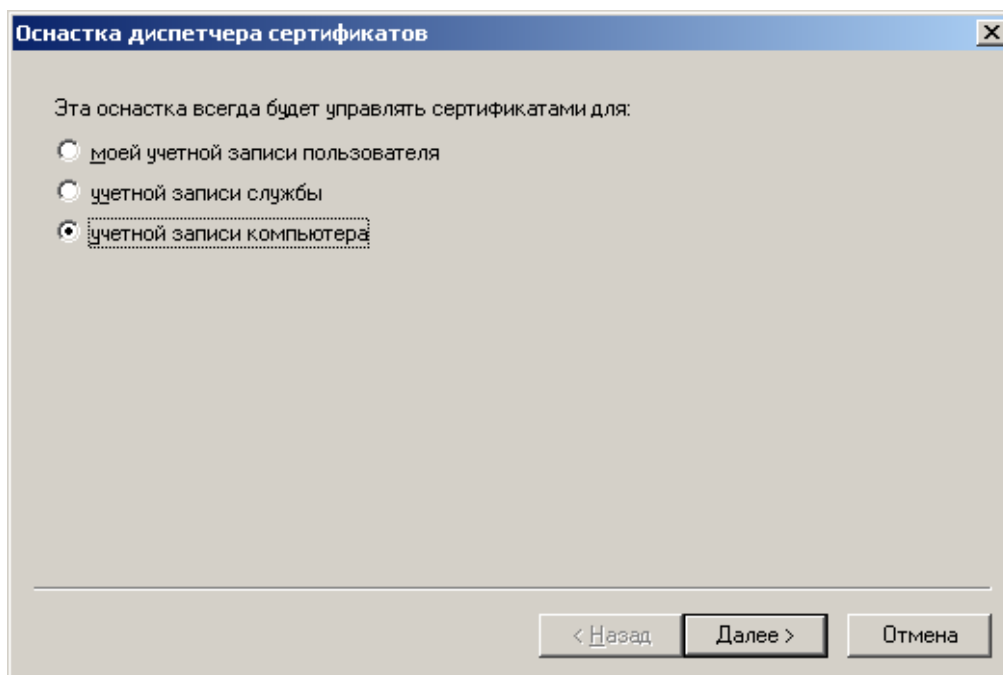 Оснастка диспетчера сертификатов
Эта оснастка всегда будет управлять сертификатами для:
моей учетной записи пользователя
учетной записи службы
учетной записи компьютера
< Назад Далее > Отмена